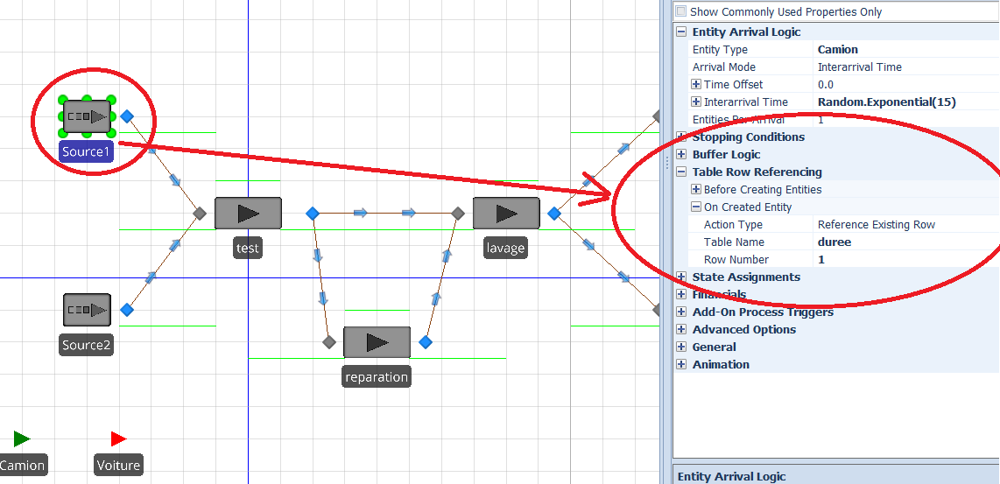 Show Commonly Used Properties Only
Entity Arrival Logic
Entity Type Camion
Arrival Mode Interarrival Time
Time Offset 0.0
Interarrival Time Random.Exponential(15)
Entities Per Arrival 1
Stopping Conditions
Buffer Logic
Table Row Referencing
Before Creating Entities
On Created Entity
Action Type Reference Existing Row
Table Name duree
Row Number 1
State Assignments
Financials
Add-On Process Triggers
Advanced Options
General
Animation
Entity Arrival Logic
Source1
test
lavage
Source2
reparation
Camion
Voiture